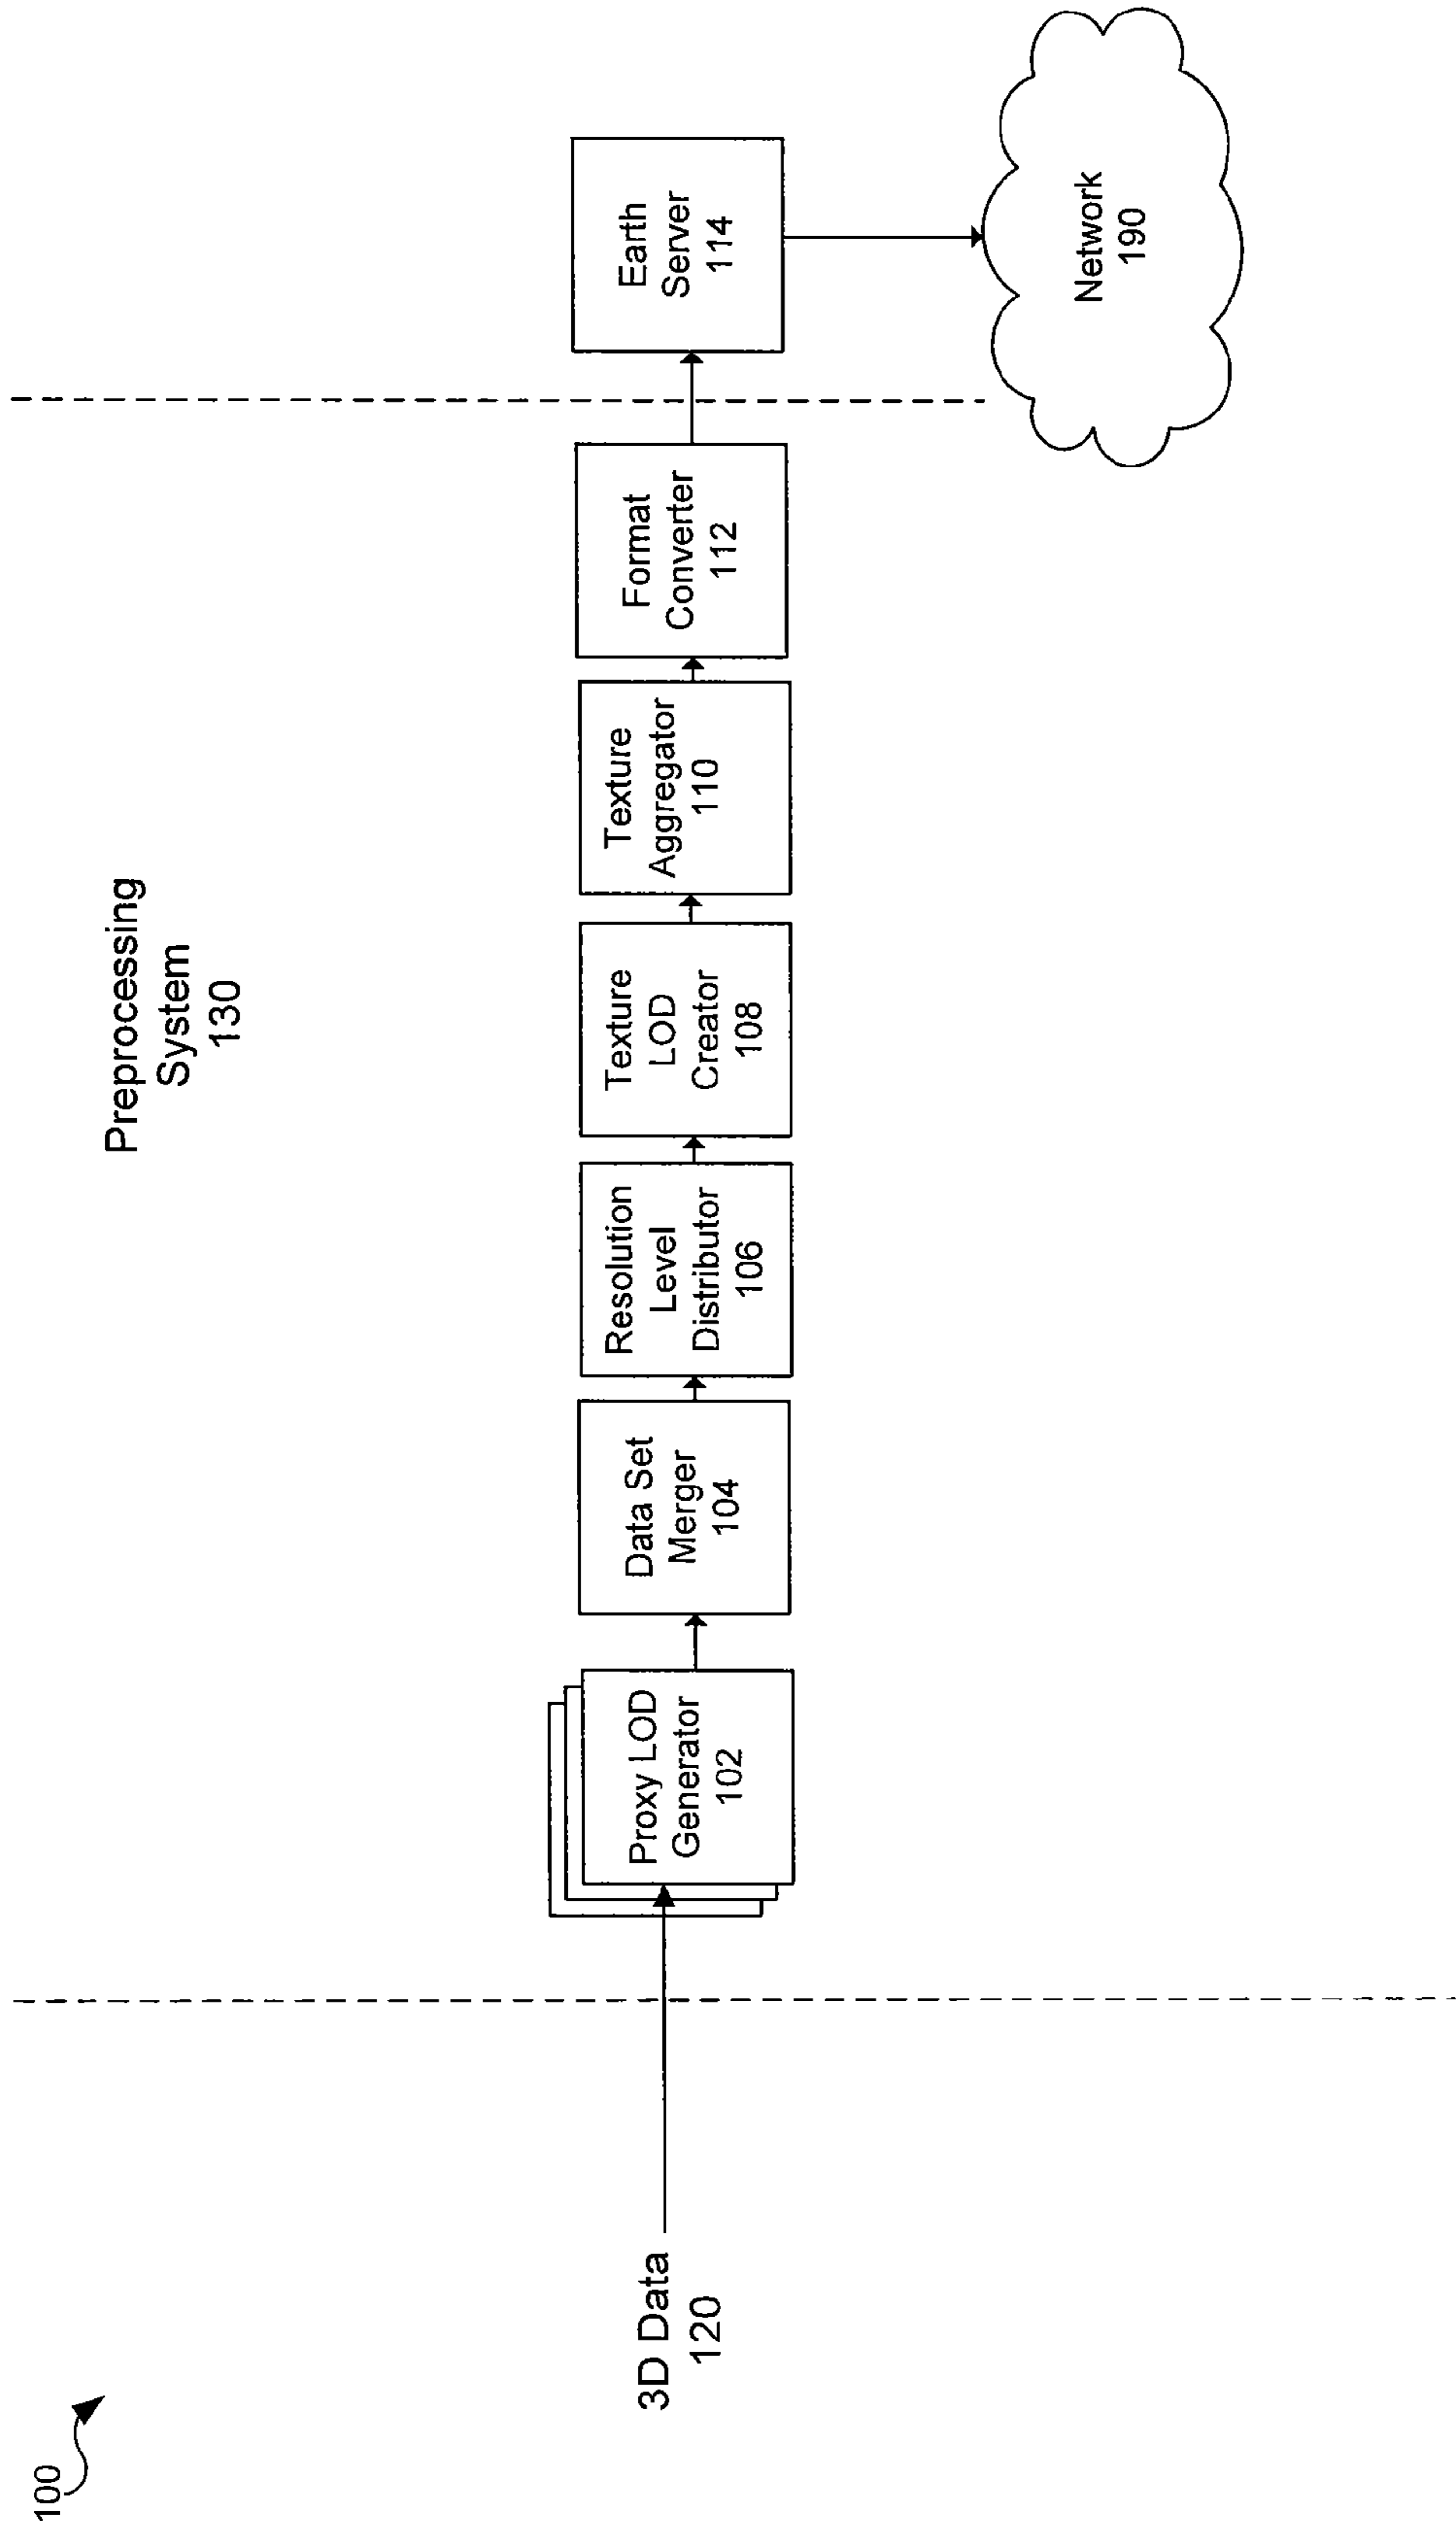 100
Preprocessing
System
130
3D Data
120
Proxy LOD
Generator
102
Data Set
Merger
104
Resolution
Level
Distributor
106
Texture
LOD
Creator
108
Texture
Aggregator
110
Format
Converter
112
Earth
Server
114
Network
190